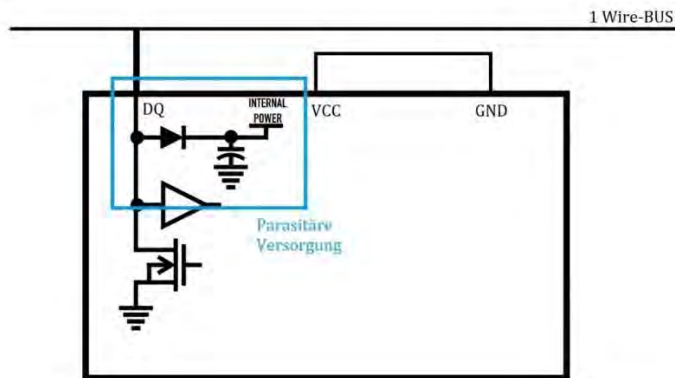 1 Wire-BUS
DQ
INTERNAL
POWER
VCC
GND
Parasitäre
Versorgung